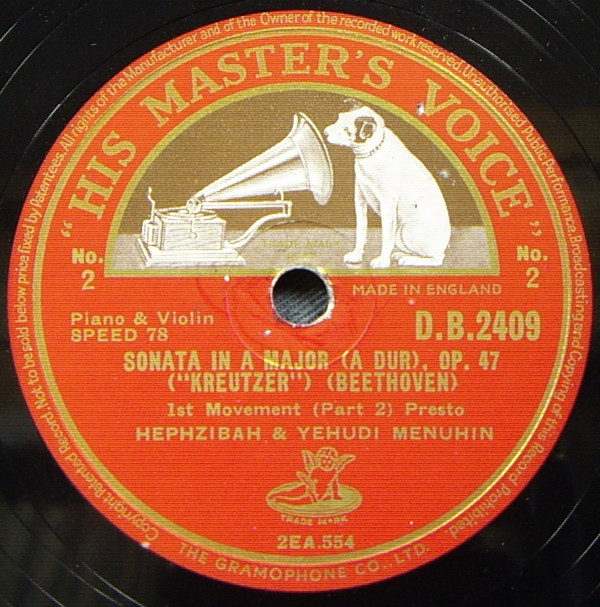 Copyright Patented Record. Not to be sold below price fixed by Patentees. All rights of the Manufacturer and of the Owner of the recorded work reserved. Unauthorised Public Performance, Broadcasting and Copying of this Record Prohibited.
"HIS MASTER'S VOICE"
TRADE MARK
No. 2
No. 2
MADE IN ENGLAND
Piano & Violin
SPEED 78
D.B.2409
SONATA IN A MAJOR (A DUR), OP. 47
("KREUTZER") (BEETHOVEN)
1st Movement (Part 2) Presto
HEPHZIBAH & YEHUDI MENUHIN
TRADE MARK
2EA.554
THE GRAMOPHONE CO., LTD.